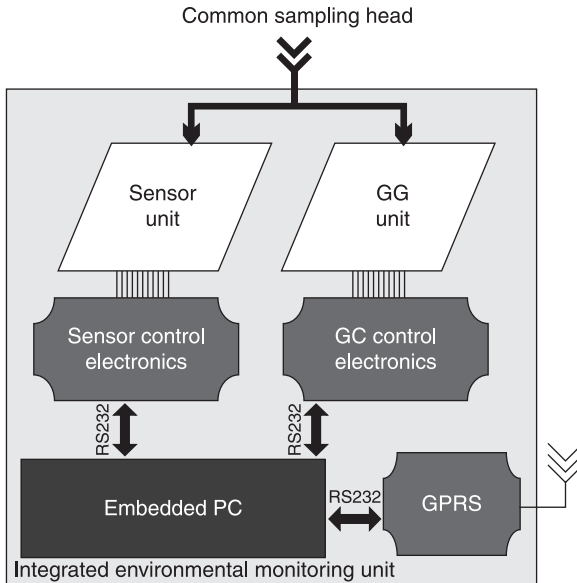 Common sampling head
Sensor
unit
GG
unit
Sensor control
electronics
GC control
electronics
RS232
RS232
Embedded PC
RS232
GPRS
Integrated environmental monitoring unit